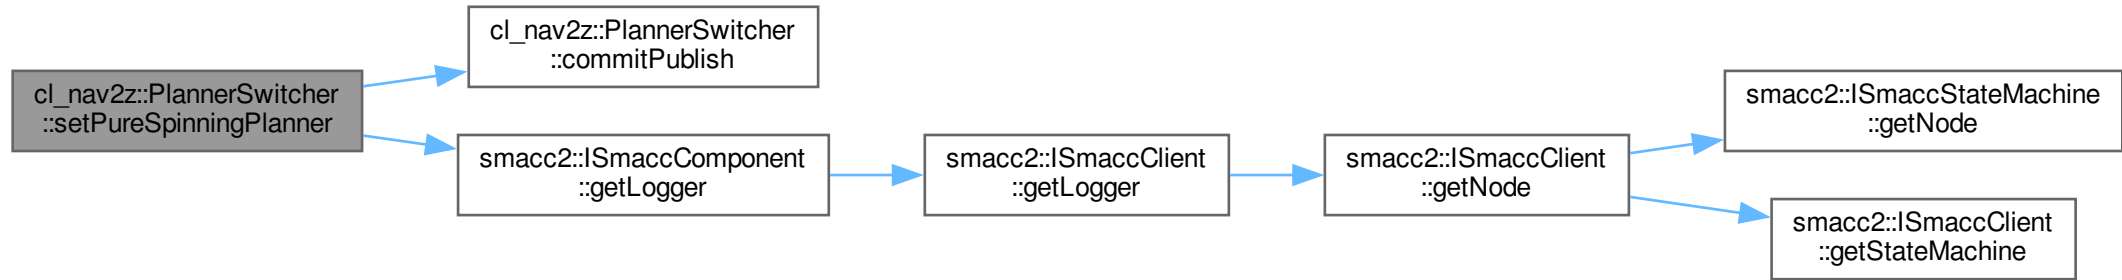 cl_nav2z::PlannerSwitcher
::setPureSpinningPlanner
cl_nav2z::PlannerSwitcher
::commitPublish
smacc2::ISmaccComponent
::getLogger
smacc2::ISmaccClient
::getLogger
smacc2::ISmaccClient
::getNode
smacc2::ISmaccStateMachine
::getNode
smacc2::ISmaccClient
::getStateMachine